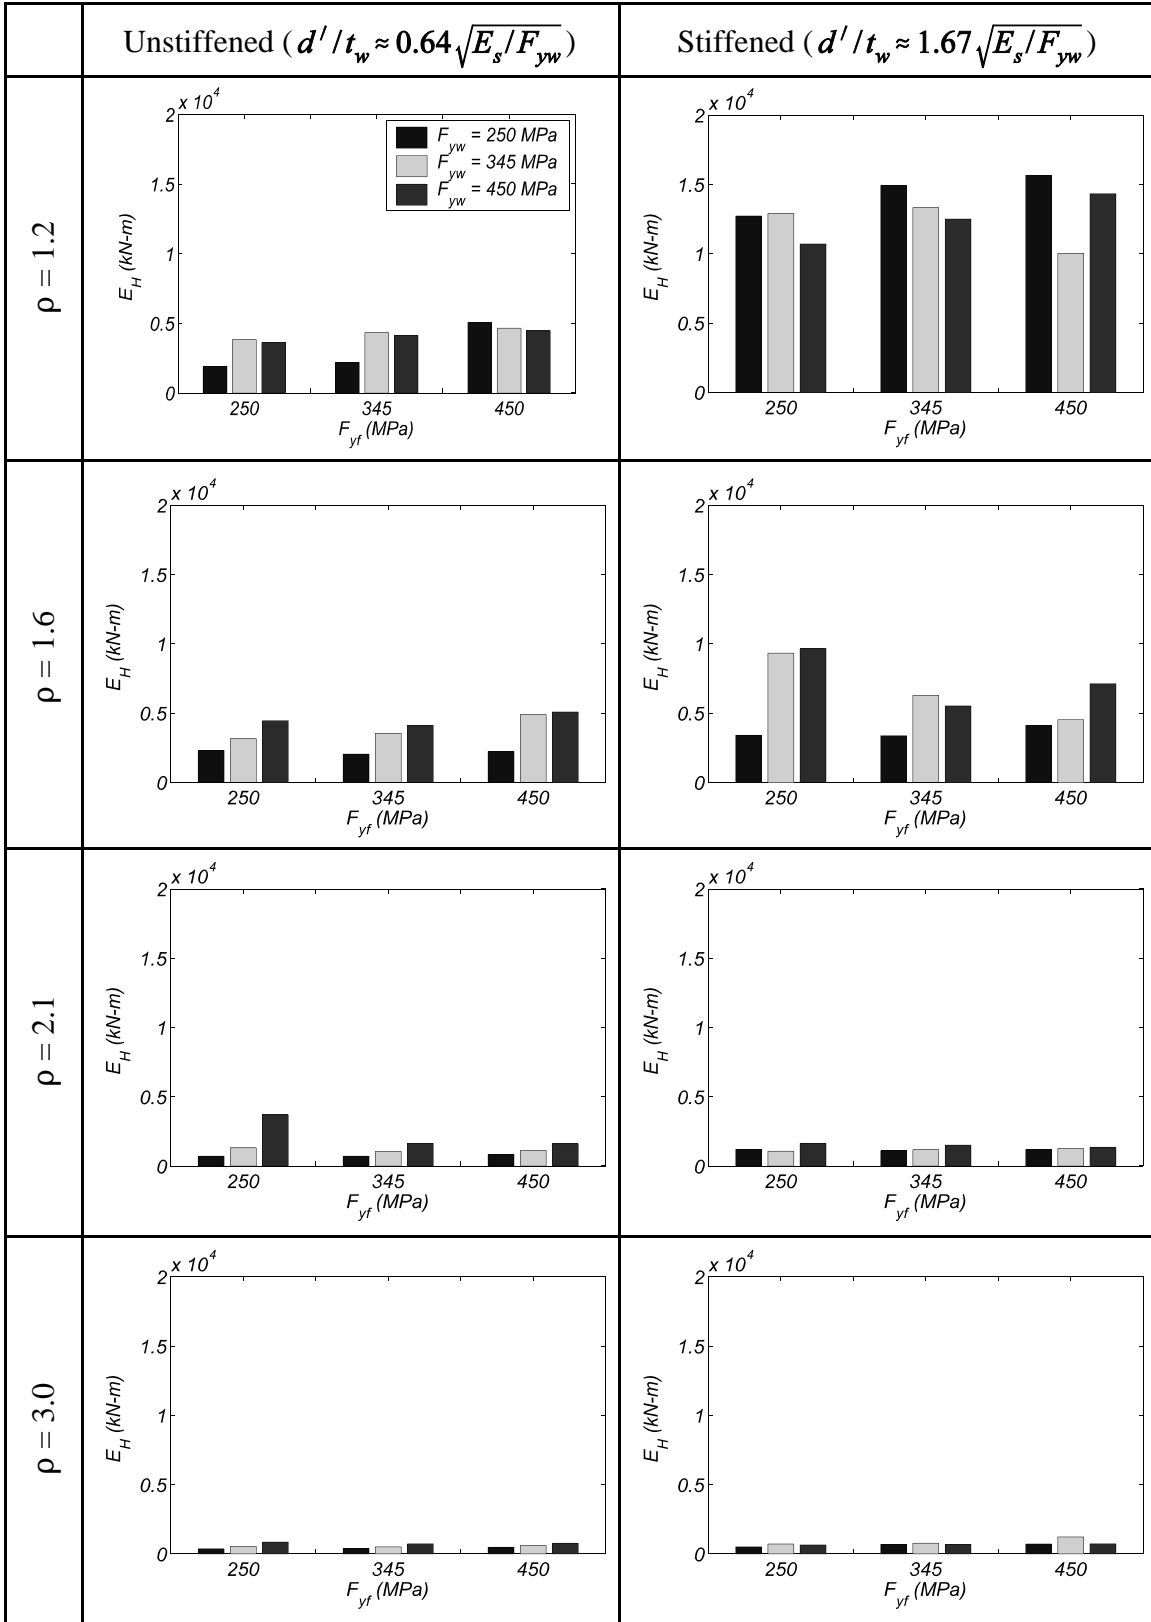 Unstiffened ( d′/t_w ≈ 0.64√(E_s/F_yw) )
Stiffened ( d′/t_w ≈ 1.67√(E_s/F_yw) )
ρ = 1.2
x 10^4
2
1.5
1
0.5
0
E_H (kN-m)
F_yw = 250 MPa
F_yw = 345 MPa
F_yw = 450 MPa
250 345 450
F_yf (MPa)
x 10^4
2
1.5
1
0.5
0
E_H (kN-m)
250 345 450
F_yf (MPa)
ρ = 1.6
x 10^4
2
1.5
1
0.5
0
E_H (kN-m)
250 345 450
F_yf (MPa)
x 10^4
2
1.5
1
0.5
0
E_H (kN-m)
250 345 450
F_yf (MPa)
ρ = 2.1
x 10^4
2
1.5
1
0.5
0
E_H (kN-m)
250 345 450
F_yf (MPa)
x 10^4
2
1.5
1
0.5
0
E_H (kN-m)
250 345 450
F_yf (MPa)
ρ = 3.0
x 10^4
2
1.5
1
0.5
0
E_H (kN-m)
250 345 450
F_yf (MPa)
x 10^4
2
1.5
1
0.5
0
E_H (kN-m)
250 345 450
F_yf (MPa)